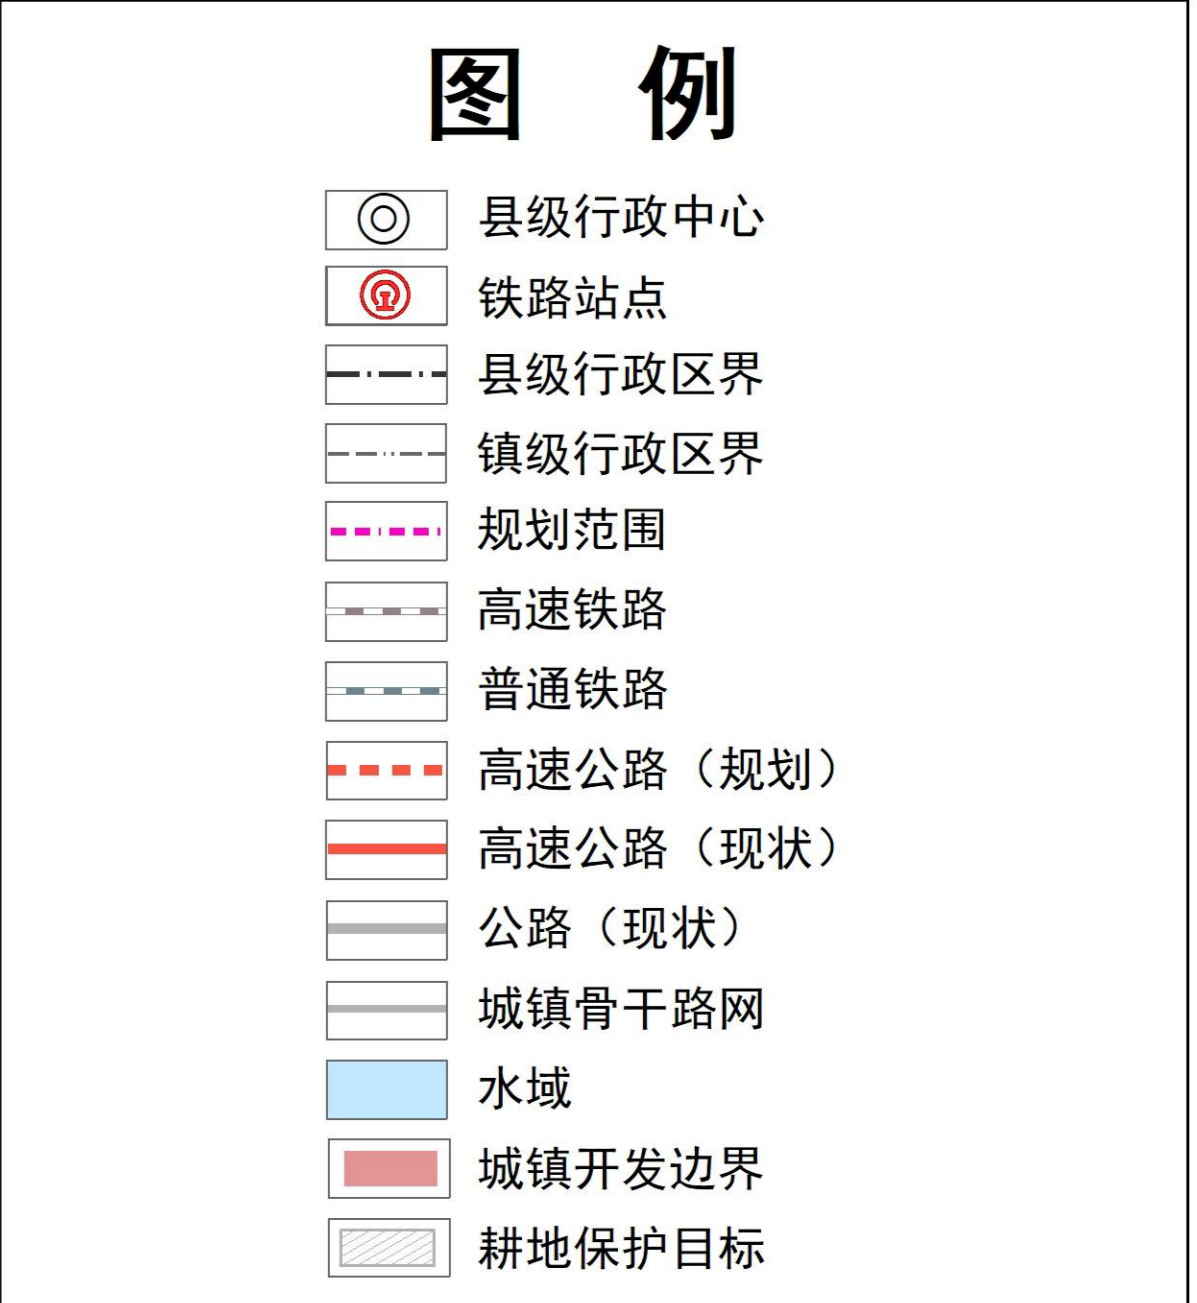 图 例
县级行政中心
铁路站点
县级行政区界
镇级行政区界
规划范围
高速铁路
普通铁路
高速公路（规划）
高速公路（现状）
公路（现状）
城镇骨干路网
水域
城镇开发边界
耕地保护目标